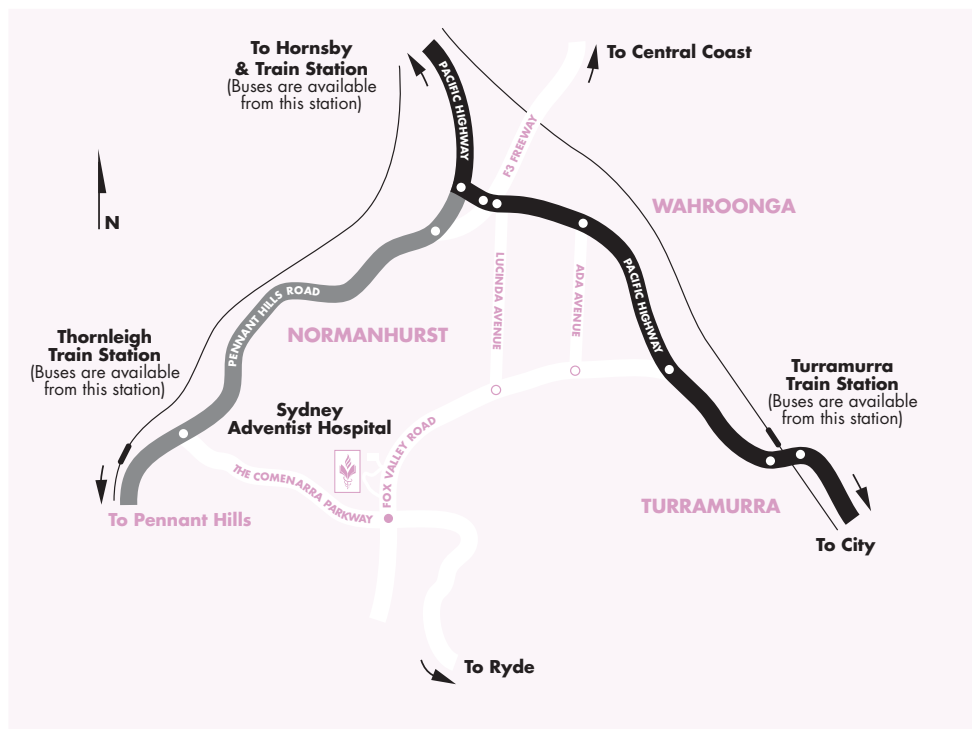 To Hornsby
& Train Station
(Buses are available
from this station)
To Central Coast
PACIFIC HIGHWAY
F3 FREEWAY
N
WAHROONGA
LUCINDA AVENUE
ADA AVENUE
PACIFIC HIGHWAY
PENNANT HILLS ROAD
NORMANHURST
Thornleigh
Train Station
(Buses are available
from this station)
Turramurra
Train Station
(Buses are available
from this station)
Sydney
Adventist Hospital
FOX VALLEY ROAD
THE COMENARRA PARKWAY
To Pennant Hills
TURRAMURRA
To City
To Ryde